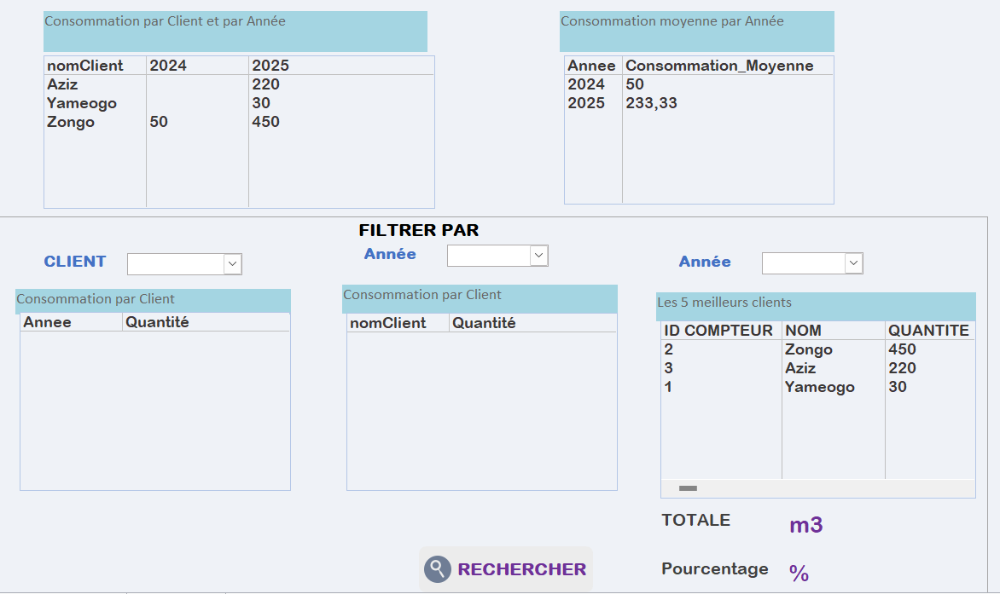 Consommation par Client et par Année
nomClient 2024 2025
Aziz 220
Yameogo 30
Zongo 50 450
Consommation moyenne par Année
Annee Consommation_Moyenne
2024 50
2025 233,33
FILTRER PAR
CLIENT
Année
Année
Consommation par Client
Annee Quantité
Consommation par Client
nomClient Quantité
Les 5 meilleurs clients
ID COMPTEUR NOM QUANTITE
2 Zongo 450
3 Aziz 220
1 Yameogo 30
TOTALE m3
Pourcentage %
RECHERCHER